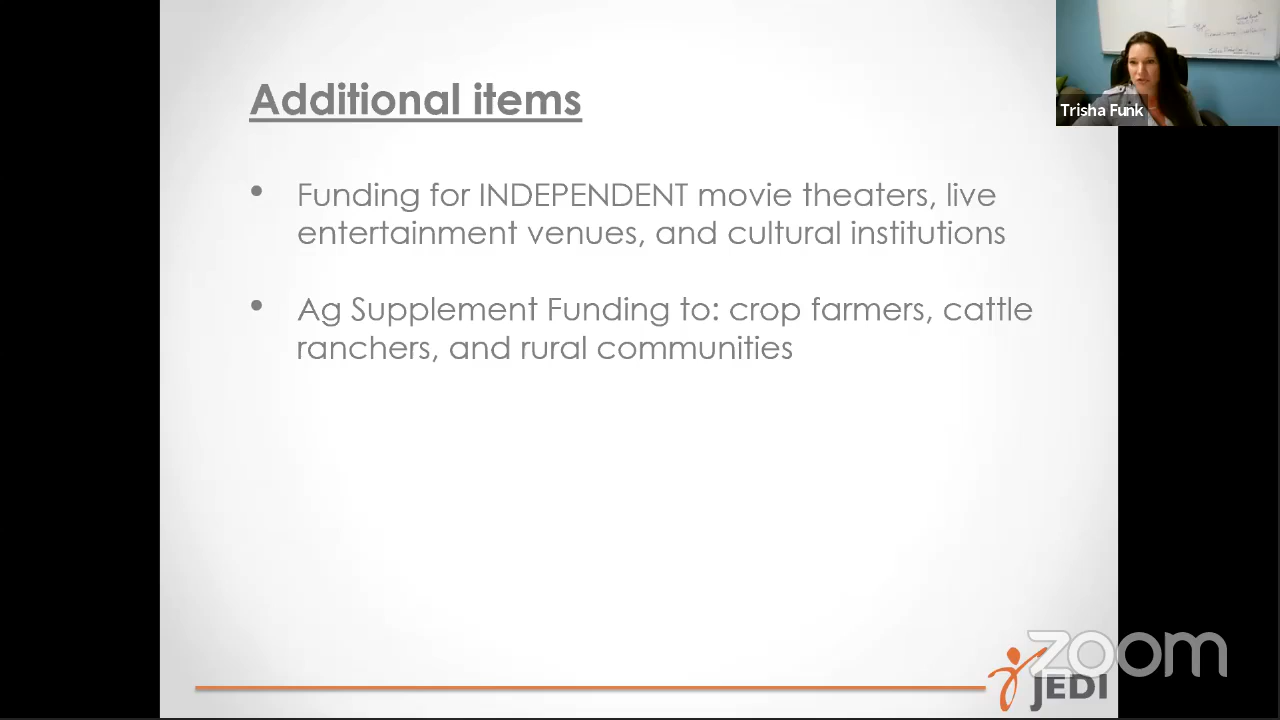 Additional items
Trisha Funk
• Funding for INDEPENDENT movie theaters, live
entertainment venues, and cultural institutions
• Ag Supplement Funding to: crop farmers, cattle
ranchers, and rural communities
zoom
JEDI